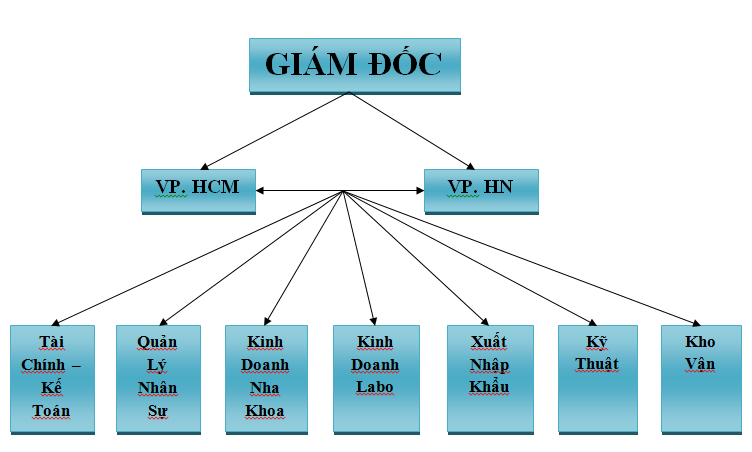 GIÁM ĐỐC
VP. HCM
VP. HN
Tài
Chính –
Kế
Toán
Quản
Lý
Nhân
Sự
Kinh
Doanh
Nha
Khoa
Kinh
Doanh
Labo
Xuất
Nhập
Khẩu
Kỹ
Thuật
Kho
Vận